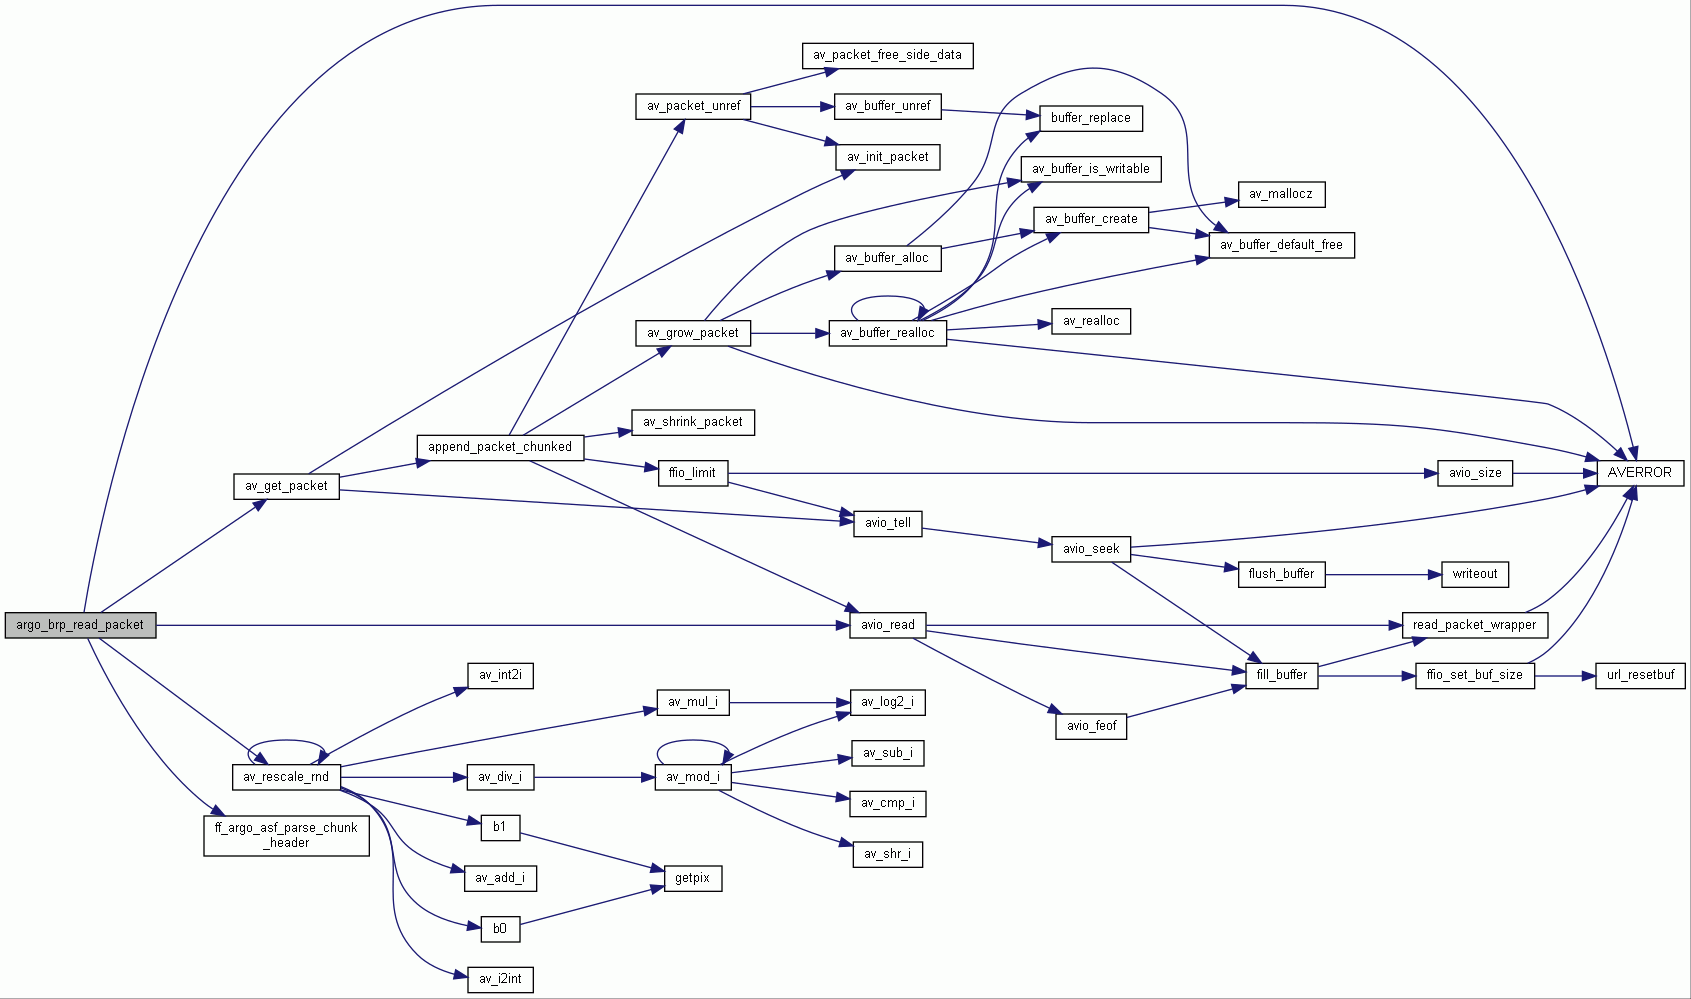 av_packet_free_side_data
av_packet_unref
av_buffer_unref
buffer_replace
av_init_packet
av_buffer_is_writable
av_mallocz
av_buffer_create
av_buffer_default_free
av_buffer_alloc
av_grow_packet
av_buffer_realloc
av_realloc
av_shrink_packet
append_packet_chunked
ffio_limit
avio_size
AVERROR
av_get_packet
avio_tell
avio_seek
flush_buffer
writeout
argo_brp_read_packet
avio_read
read_packet_wrapper
av_int2i
fill_buffer
ffio_set_buf_size
url_resetbuf
av_mul_i
av_log2_i
avio_feof
av_sub_i
av_rescale_rnd
av_div_i
av_mod_i
av_cmp_i
ff_argo_asf_parse_chunk
_header
b1
av_shr_i
av_add_i
getpix
b0
av_i2int